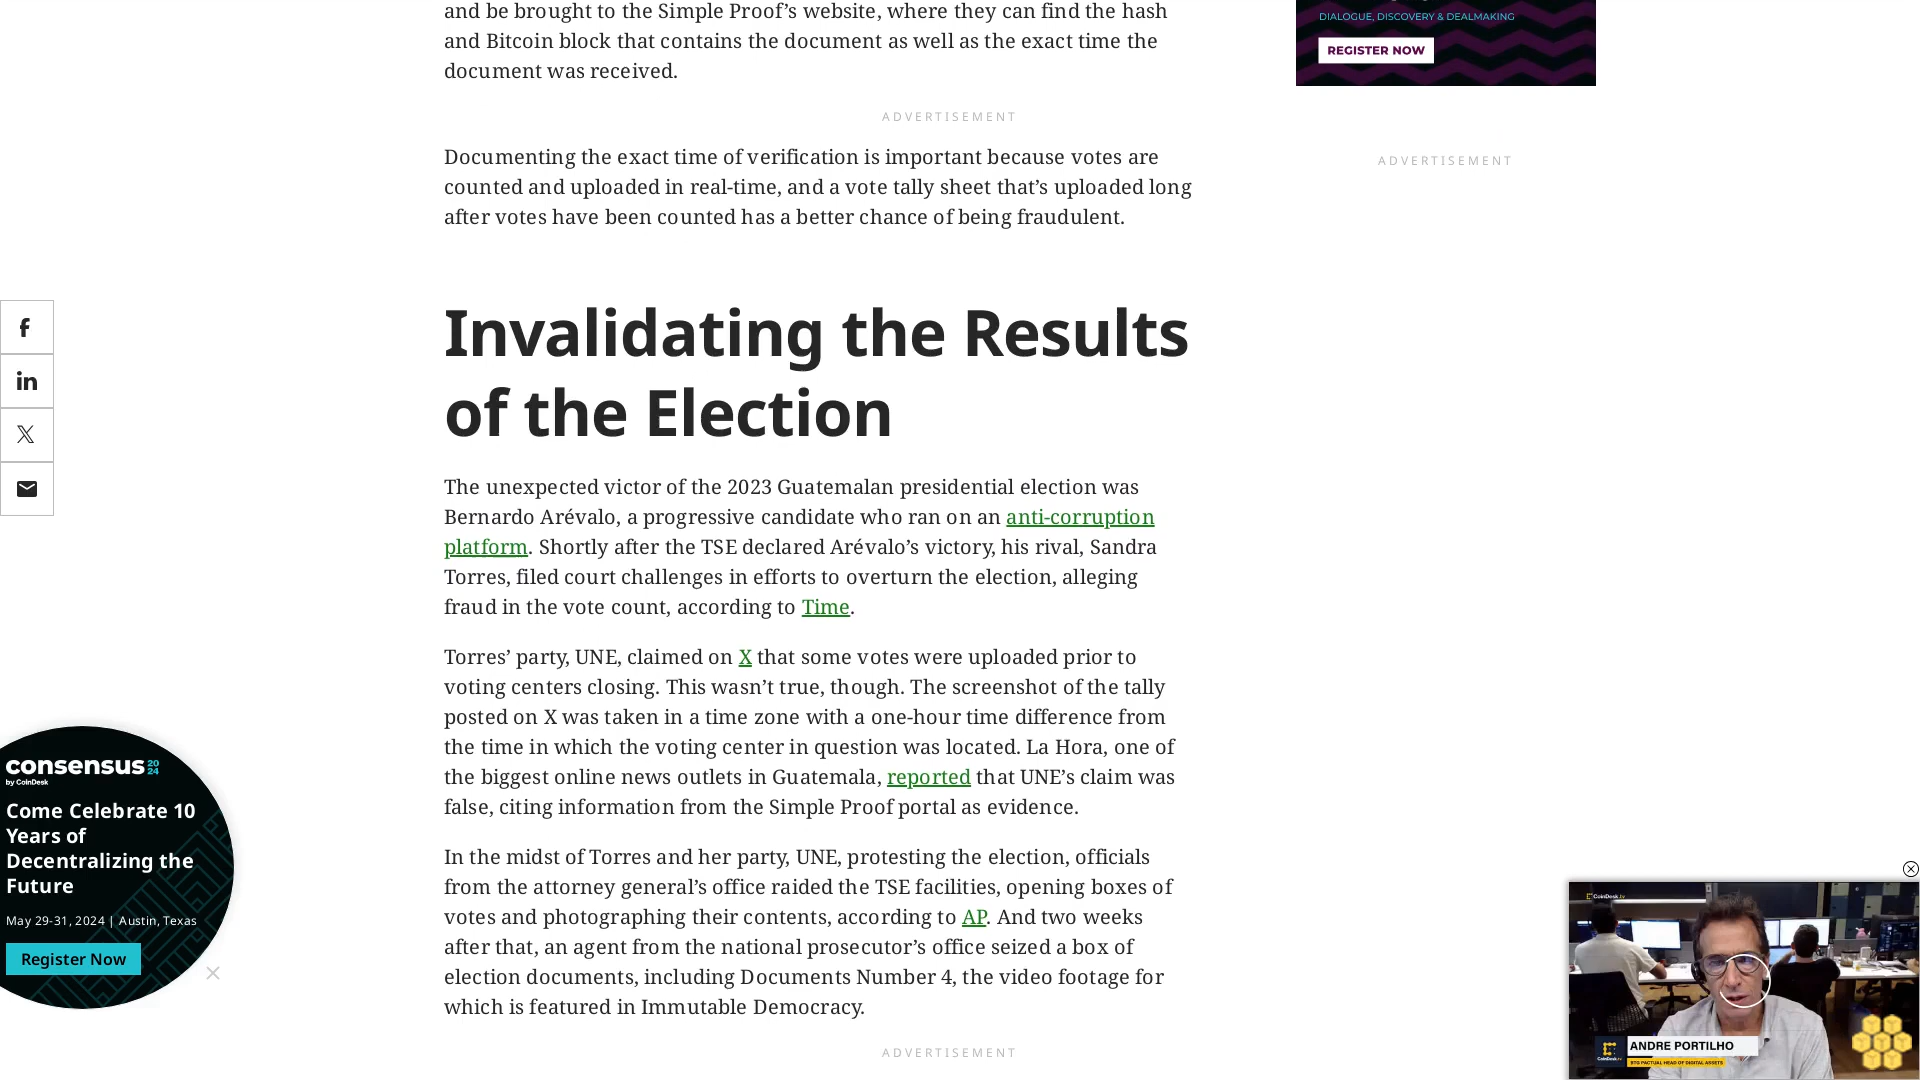 and be brought to the Simple Proof’s website, where they can find the hash
and Bitcoin block that contains the document as well as the exact time the
document was received.
ADVERTISEMENT
Documenting the exact time of verification is important because votes are
counted and uploaded in real-time, and a vote tally sheet that’s uploaded long
after votes have been counted has a better chance of being fraudulent.
Invalidating the Results
of the Election
The unexpected victor of the 2023 Guatemalan presidential election was
Bernardo Arévalo, a progressive candidate who ran on an anti-corruption
platform. Shortly after the TSE declared Arévalo’s victory, his rival, Sandra
Torres, filed court challenges in efforts to overturn the election, alleging
fraud in the vote count, according to Time.
Torres’ party, UNE, claimed on X that some votes were uploaded prior to
voting centers closing. This wasn’t true, though. The screenshot of the tally
posted on X was taken in a time zone with a one-hour time difference from
the time in which the voting center in question was located. La Hora, one of
the biggest online news outlets in Guatemala, reported that UNE’s claim was
false, citing information from the Simple Proof portal as evidence.
In the midst of Torres and her party, UNE, protesting the election, officials
from the attorney general’s office raided the TSE facilities, opening boxes of
votes and photographing their contents, according to AP. And two weeks
after that, an agent from the national prosecutor’s office seized a box of
election documents, including Documents Number 4, the video footage for
which is featured in Immutable Democracy.
ADVERTISEMENT
DIALOGUE, DISCOVERY & DEALMAKING
REGISTER NOW
ADVERTISEMENT
f
in
X
consensus 2024
by CoinDesk
Come Celebrate 10
Years of
Decentralizing the
Future
May 29-31, 2024 | Austin, Texas
Register Now
CoinDesk.tv
ANDRE PORTILHO
BTG PACTUAL HEAD OF DIGITAL ASSETS
CoinDesk.tv